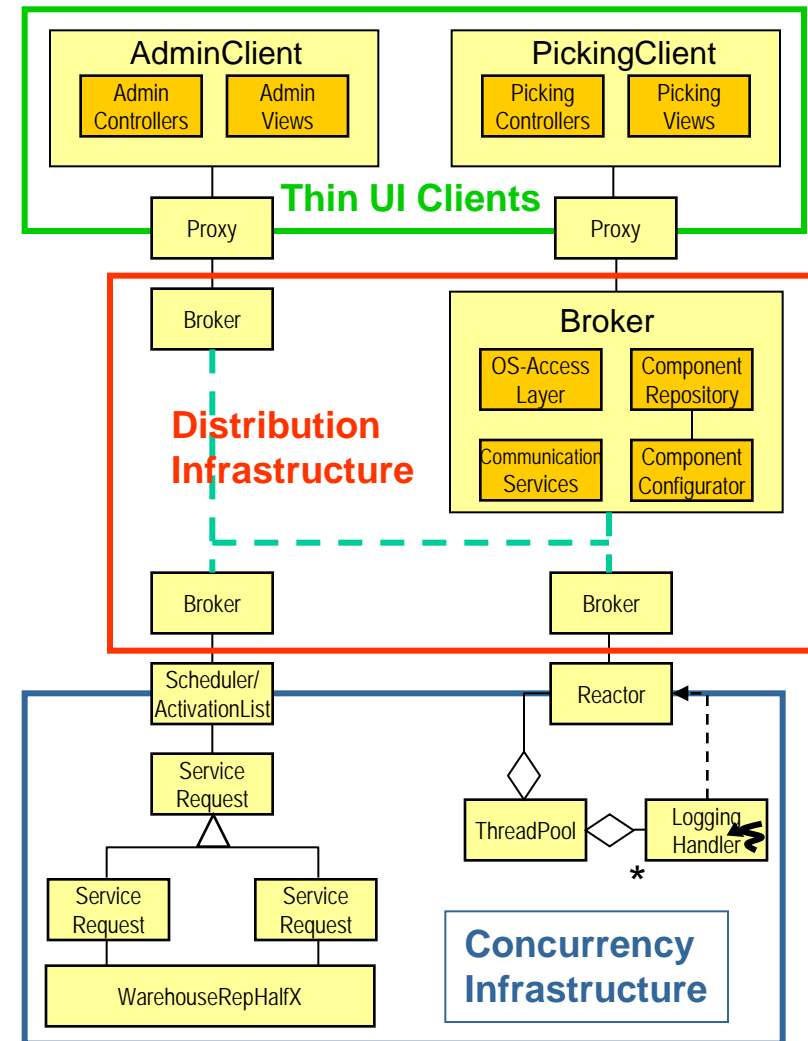 AdminClient
Admin
Controllers
Admin
Views
PickingClient
Picking
Controllers
Picking
Views
Thin UI Clients
Proxy
Proxy
Broker
Broker
OS-Access
Layer
Component
Repository
Communication
Services
Component
Configurator
Distribution
Infrastructure
Broker
Broker
Scheduler/
ActivationList
Reactor
Service
Request
ThreadPool
Logging
Handler
*
Service
Request
Service
Request
WarehouseRepHalfX
Concurrency
Infrastructure